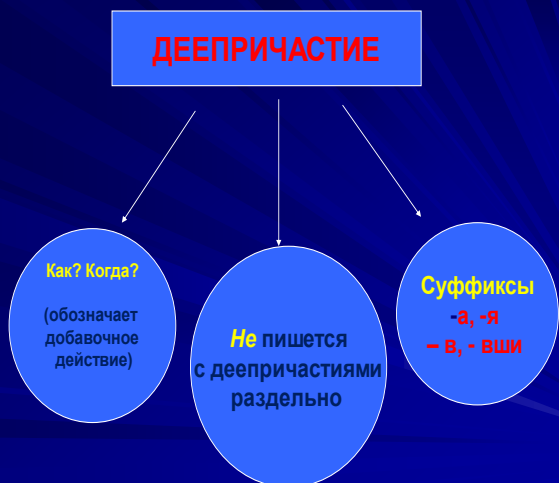 ДЕЕПРИЧАСТИЕ
Как? Когда?
(обозначает
добавочное
действие)
Не пишется
с деепричастиями
раздельно
Суффиксы
-а, -я
– в, - вши